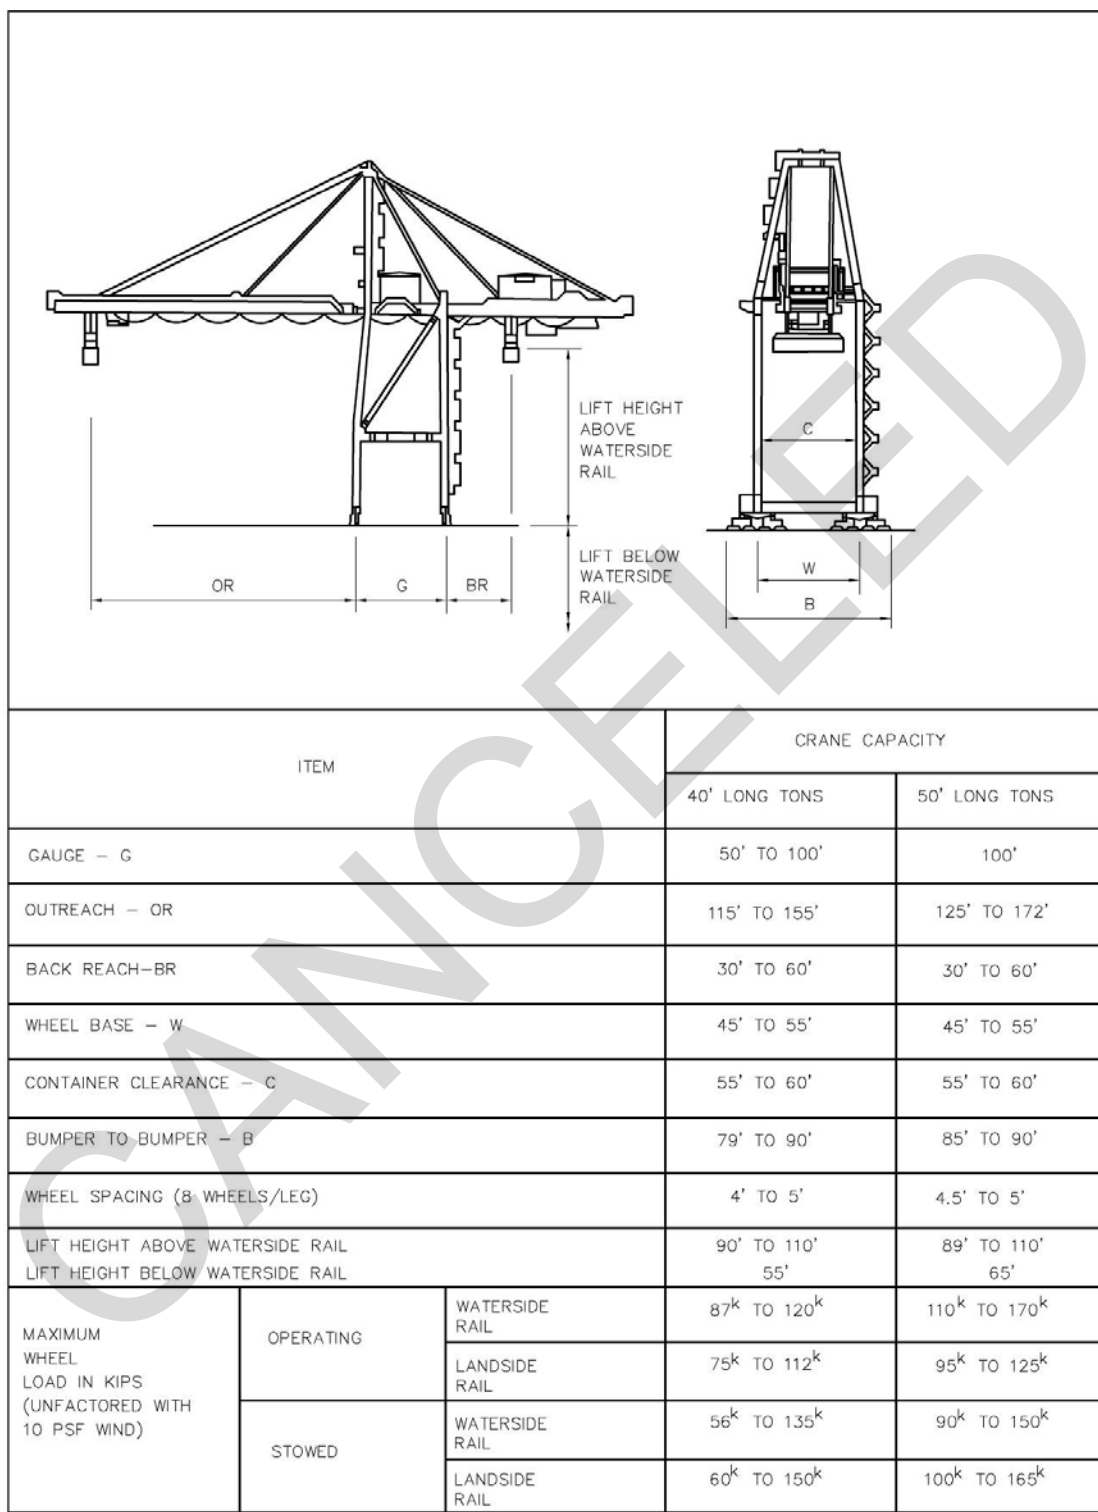 LIFT HEIGHT
ABOVE
WATERSIDE
RAIL
C
LIFT BELOW
WATERSIDE
RAIL
OR
G
BR
W
B
ITEM
CRANE CAPACITY
40' LONG TONS
50' LONG TONS
GAUGE – G
50' TO 100'
100'
OUTREACH – OR
115' TO 155'
125' TO 172'
BACK REACH–BR
30' TO 60'
30' TO 60'
WHEEL BASE – W
45' TO 55'
45' TO 55'
CONTAINER CLEARANCE – C
55' TO 60'
55' TO 60'
BUMPER TO BUMPER – B
79' TO 90'
85' TO 90'
WHEEL SPACING (8 WHEELS/LEG)
4' TO 5'
4.5' TO 5'
LIFT HEIGHT ABOVE WATERSIDE RAIL
90' TO 110'
89' TO 110'
LIFT HEIGHT BELOW WATERSIDE RAIL
55'
65'
MAXIMUM
WHEEL
LOAD IN KIPS
(UNFACTORED WITH
10 PSF WIND)
OPERATING
WATERSIDE
RAIL
87k TO 120k
110k TO 170k
LANDSIDE
RAIL
75k TO 112k
95k TO 125k
STOWED
WATERSIDE
RAIL
56k TO 135k
90k TO 150k
LANDSIDE
RAIL
60k TO 150k
100k TO 165k
CANCELED